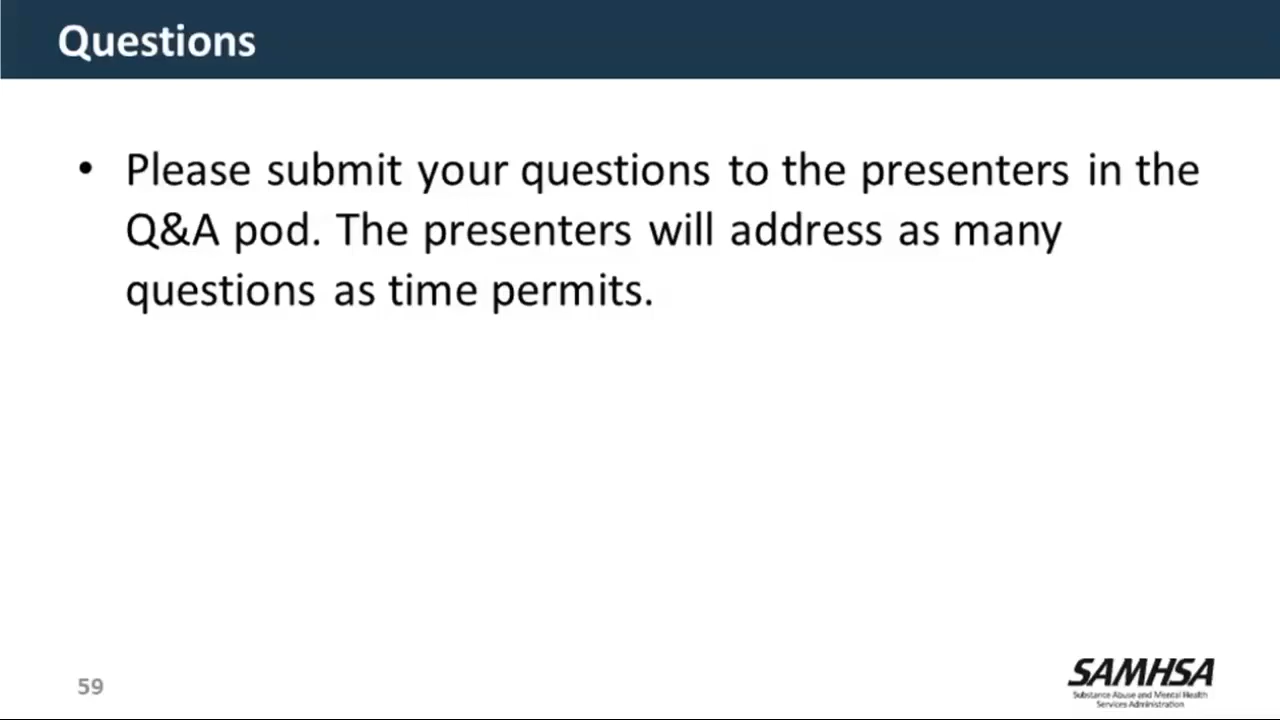 Questions
• Please submit your questions to the presenters in the
Q&A pod. The presenters will address as many
questions as time permits.
59
SAMHSA
Substance Abuse and Mental Health
Services Administration